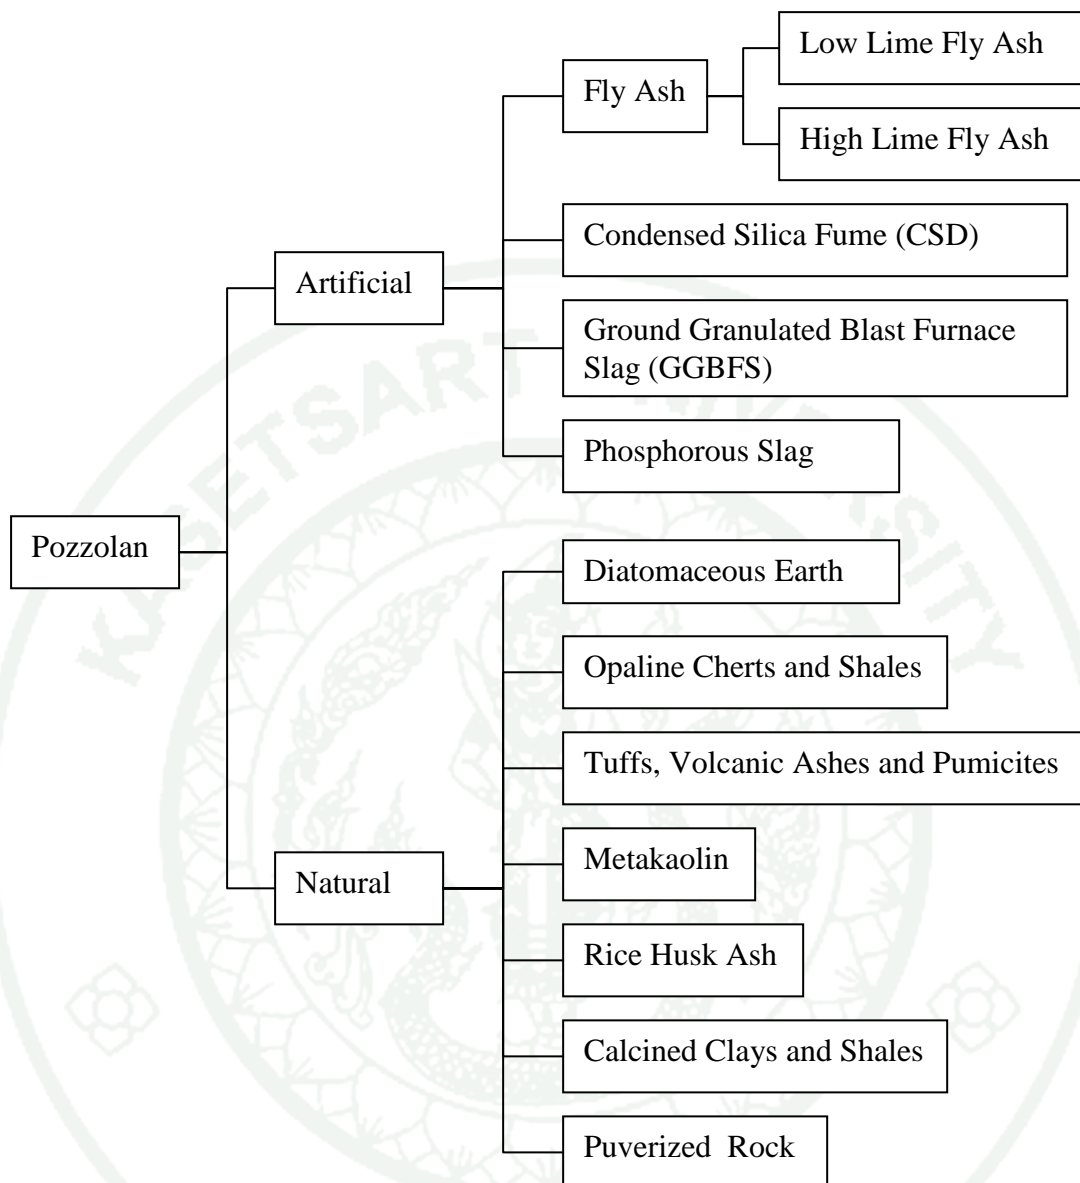 Low Lime Fly Ash
Fly Ash
High Lime Fly Ash
Condensed Silica Fume (CSD)
Artificial
Ground Granulated Blast Furnace
Slag (GGBFS)
Phosphorous Slag
Pozzolan
Diatomaceous Earth
Opaline Cherts and Shales
Tuffs, Volcanic Ashes and Pumicites
Metakaolin
Natural
Rice Husk Ash
Calcined Clays and Shales
Puverized Rock
KASETSART UNIVERSITY